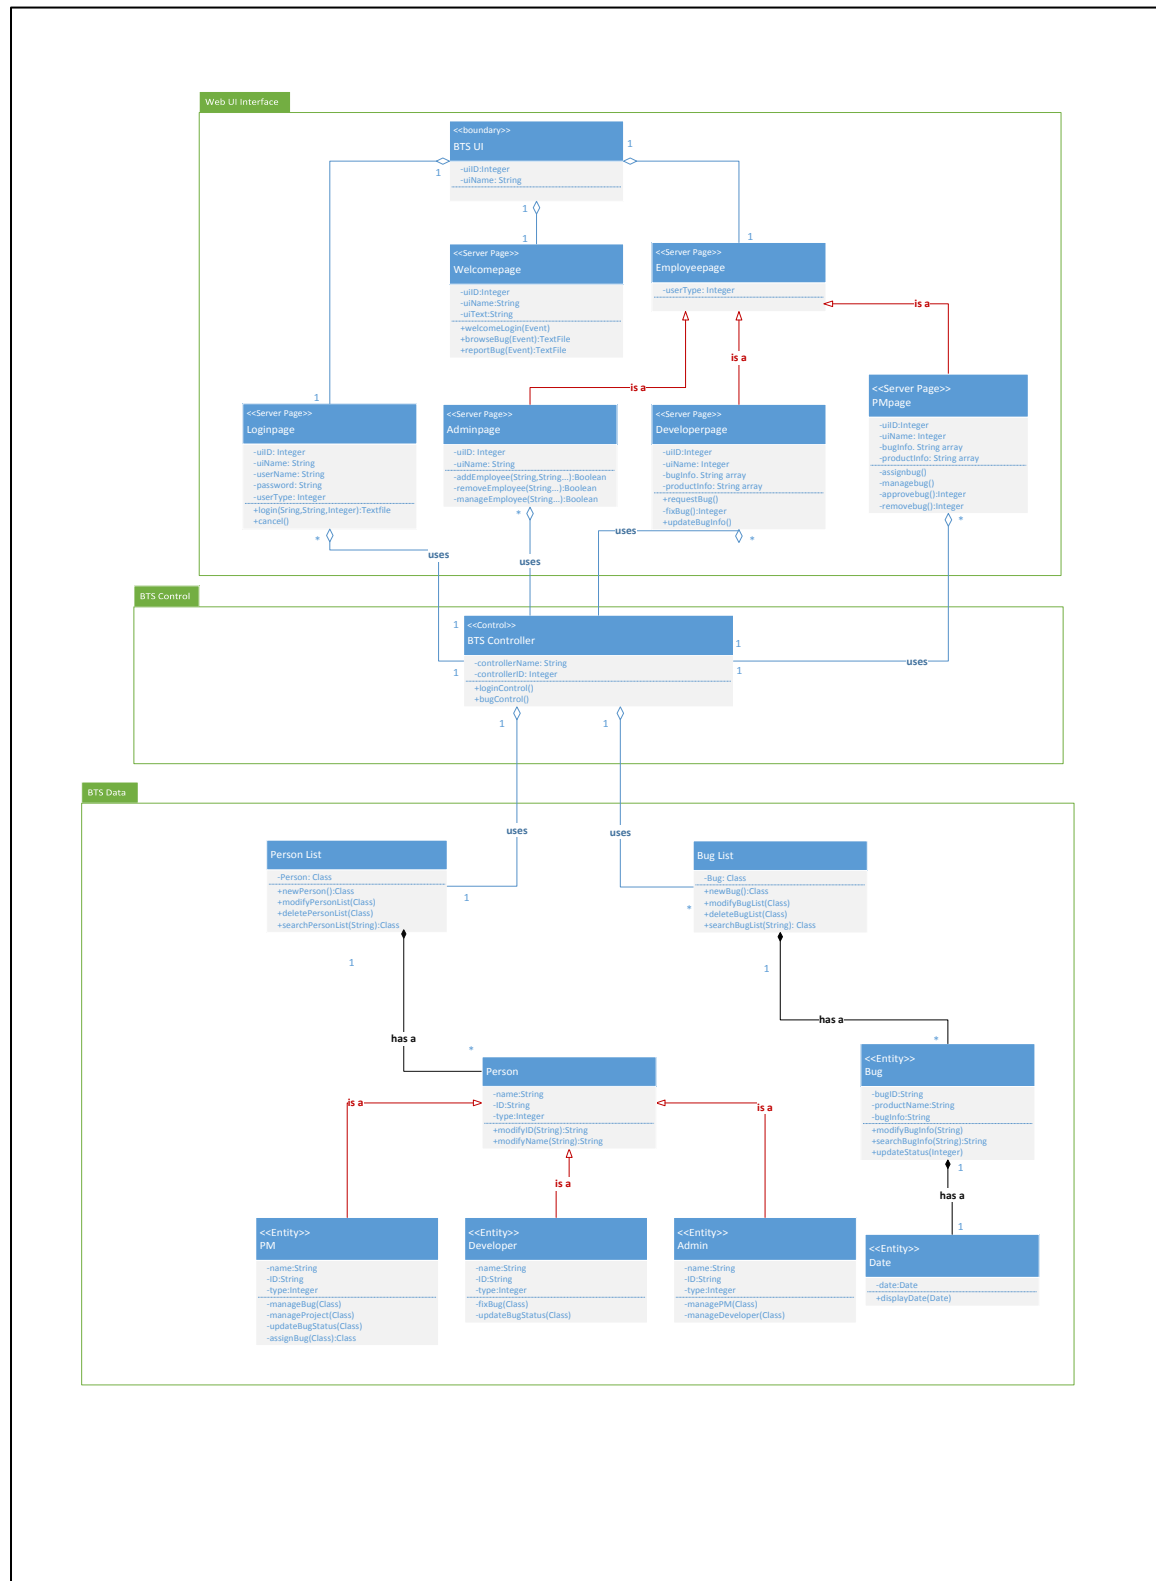 Web UI Interface
<<boundary>>
BTS UI
-uiID:Integer
-uiName: String
1
1
1
1
1
<<Server Page>>
Welcomepage
-uiID:Integer
-uiName:String
-uiText:String
+welcomeLogin(Event)
+browseBug(Event):TextFile
+reportBug(Event):TextFile
<<Server Page>>
Employeepage
-userType: Integer
is a
is a
is a
1
<<Server Page>>
Loginpage
-uiID: Integer
-uiName: String
-userName: String
-password: String
-userType: Integer
+login(Sring,String,Integer):Textfile
+cancel()
<<Server Page>>
Adminpage
-uiID: Integer
-uiName: String
-addEmployee(String,String...):Boolean
-removeEmployee(String...):Boolean
-manageEmployee(String...):Boolean
<<Server Page>>
Developerpage
-uiID:Integer
-uiName: Integer
-bugInfo. String array
-productInfo: String array
+requestBug()
-fixBug():Integer
+updateBugInfo()
<<Server Page>>
PMpage
-uiID:Integer
-uiName: Integer
-bugInfo. String array
-productInfo: String array
-assignbug()
-managebug()
-approvebug():Integer
-removebug():Integer
*
*
*
*
uses
uses
uses
uses
BTS Control
1
1
1
1
<<Control>>
BTS Controller
-controllerName: String
-controllerID: Integer
+loginControl()
+bugControl()
1
1
BTS Data
uses
uses
Person List
-Person: Class
+newPerson():Class
+modifyPersonList(Class)
+deletePersonList(Class)
+searchPersonList(String):Class
1
*
Bug List
-Bug: Class
+newBug():Class
+modifyBugList(Class)
+deleteBugList(Class)
+searchBugList(String): Class
1
1
has a
has a
*
*
Person
-name:String
-ID:String
-type:Integer
+modifyID(String):String
+modifyName(String):String
<<Entity>>
Bug
-bugID:String
-productName:String
-bugInfo:String
+modifyBugInfo(String)
+searchBugInfo(String):String
+updateStatus(Integer)
is a
is a
is a
1
has a
1
<<Entity>>
PM
-name:String
-ID:String
-type:Integer
-manageBug(Class)
-manageProject(Class)
-updateBugStatus(Class)
-assignBug(Class):Class
<<Entity>>
Developer
-name:String
-ID:String
-type:Integer
-fixBug(Class)
-updateBugStatus(Class)
<<Entity>>
Admin
-name:String
-ID:String
-type:Integer
-managePM(Class)
-manageDeveloper(Class)
<<Entity>>
Date
-date:Date
+displayDate(Date)